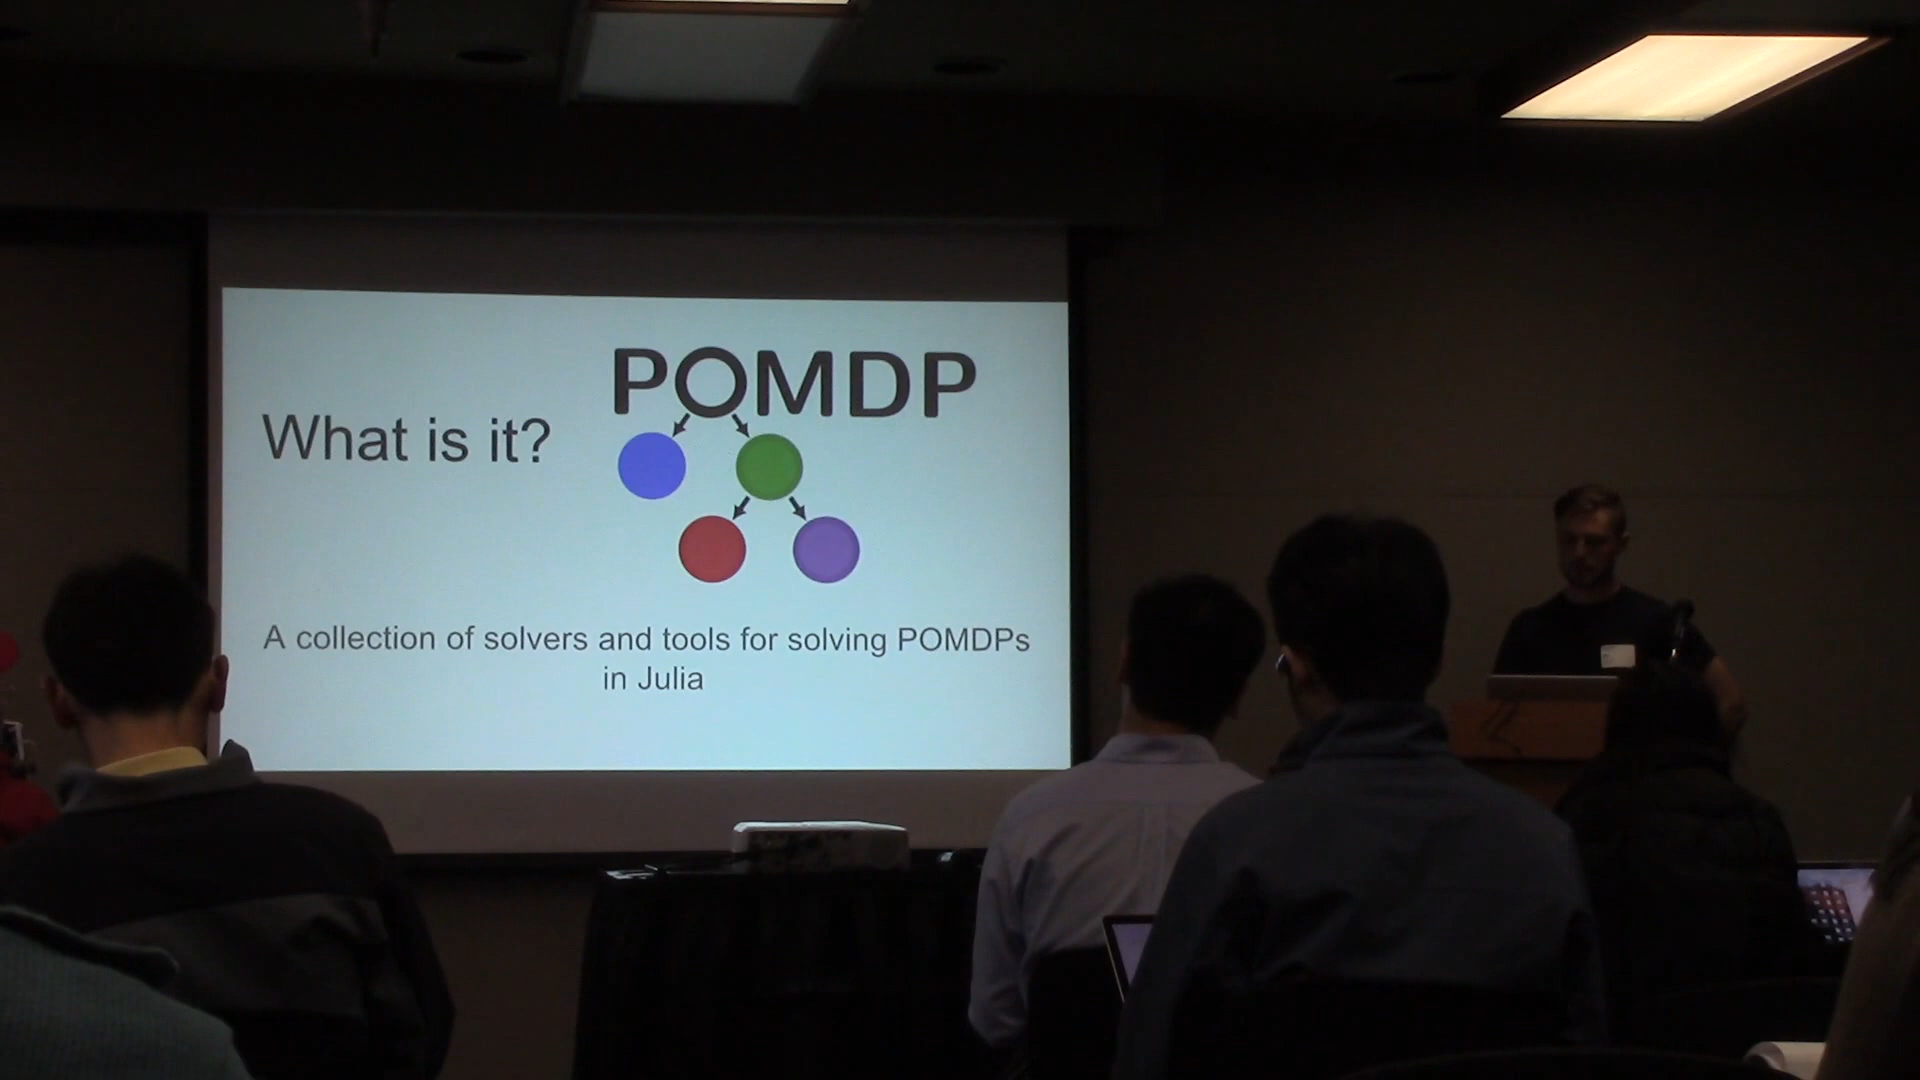 What is it?
POMDP
A collection of solvers and tools for solving POMDPs
in Julia